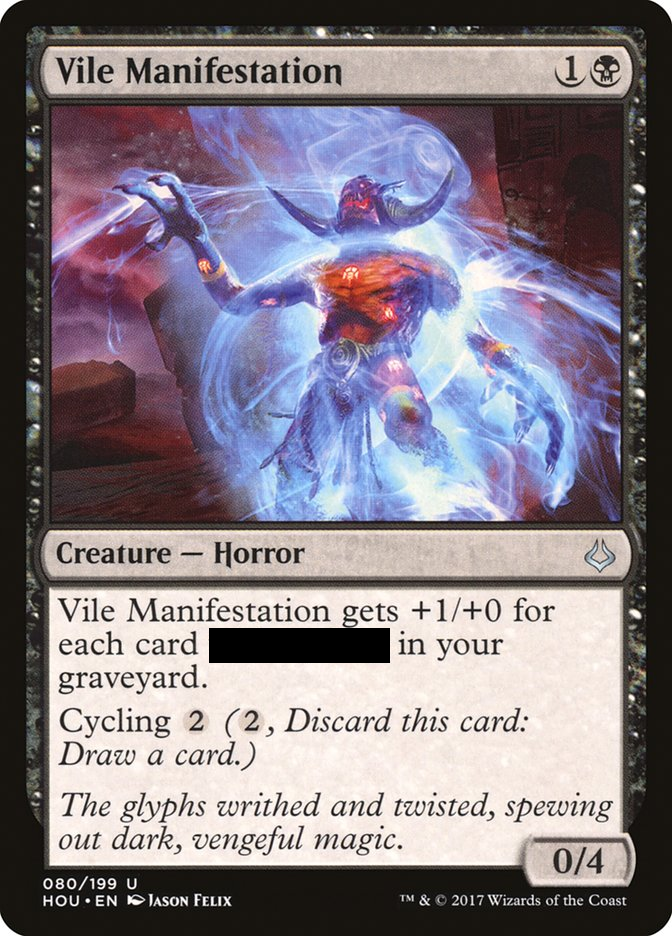 Vile Manifestation 1
Creature — Horror
Vile Manifestation gets +1/+0 for
each card in your
graveyard.
Cycling 2 (2, Discard this card:
Draw a card.)
The glyphs writhed and twisted, spewing
out dark, vengeful magic.
0/4
080/199 U
HOU • EN Jason Felix
™ & © 2017 Wizards of the Coast